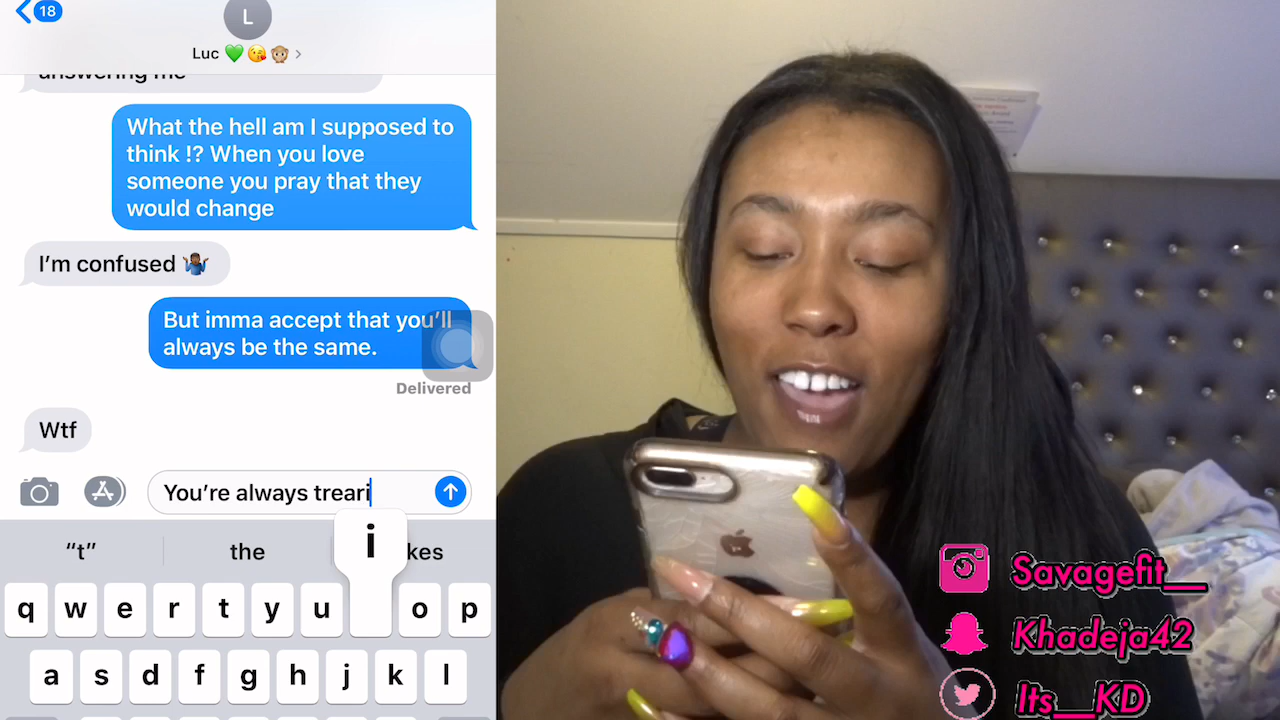 18
L
Luc 💚😘🙊 >
answering me
What the hell am I supposed to
think !? When you love
someone you pray that they
would change
I'm confused 🤷🏾‍♂️
But imma accept that you'll
always be the same.
Delivered
Wtf
You're always treari
"t" the kes
i
q w e r t y u o p
a s d f g h j k l
Savagefit__
Khadeja42
Its__KD